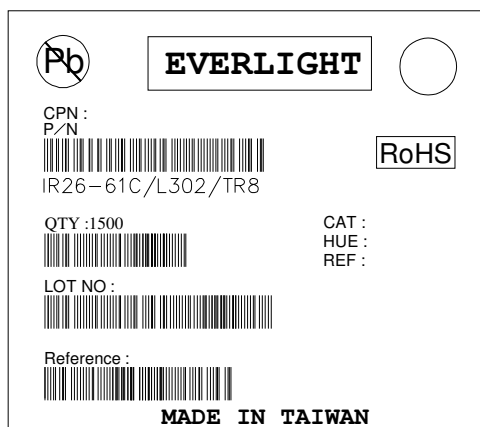 Pb
EVERLIGHT
CPN :
P/N
RoHS
IR26-61C/L302/TR8
QTY :1500
CAT :
HUE :
REF :
LOT NO :
Reference :
MADE IN TAIWAN